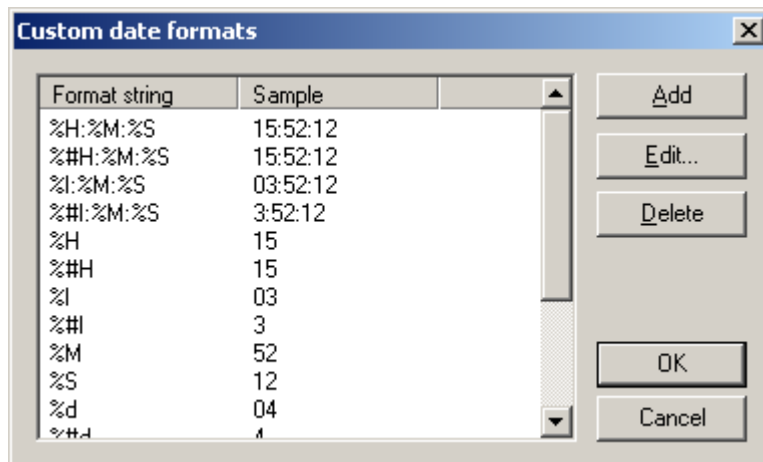 Custom date formats
Format string Sample
Add
%H:%M:%S 15:52:12
%#H:%M:%S 15:52:12
Edit...
%I:%M:%S 03:52:12
%#I:%M:%S 3:52:12
Delete
%H 15
%#H 15
%I 03
%#I 3
%M 52
OK
%S 12
%d 04
Cancel
%#d 4